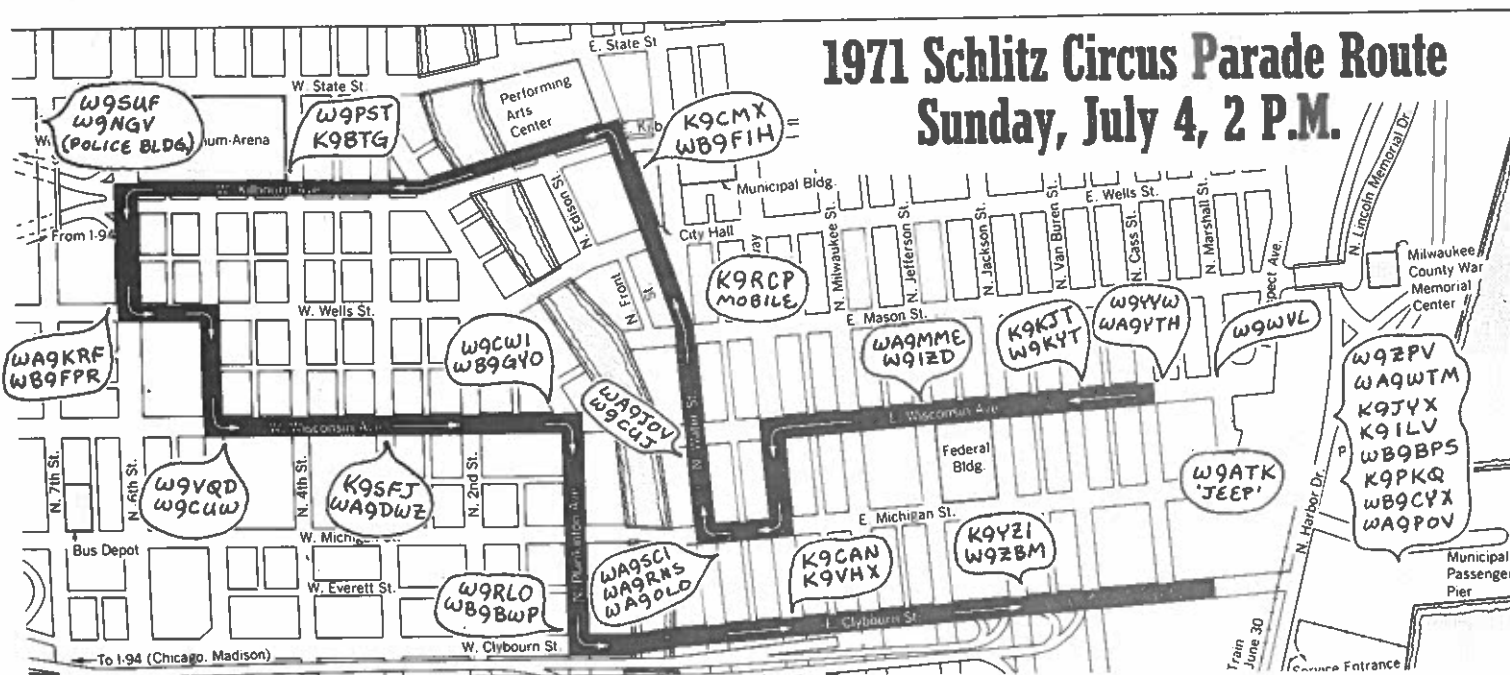 1971 Schlitz Circus Parade Route
Sunday, July 4, 2 P.M.
E. State St
W. State St.
Performing
Arts
Center
W9SUF
W9NGV
(POLICE BLDG)
W9PST
K9BTG
K9CMX
WB9FIH
W. Kilbourn Ave.
Municipal Bldg.
City Hall
N. Edison St.
N. Front
St
From I-94
E. Wells St.
N. Milwaukee St.
N. Jefferson St.
N. Jackson St.
N. Van Buren St.
N. Cass St.
N. Marshall St.
N. Lincoln Memorial Dr.
Milwaukee
County War
Memorial
Center
K9RCP
MOBILE
W. Wells St.
E. Mason St.
WA9KRF
WB9FPR
W9CWI
WB9GYO
WA9JOV
W9CUJ
WA9MME
W9IZD
K9KJT
W9KYT
W9YYW
WA9VTH
W9WVL
W9ZPV
WA9WTM
K9JYX
K9ILV
WB9BPS
K9PKQ
WB9CYX
WA9POV
P
W. Wisconsin Ave.
E. Wisconsin Ave.
N. Water St.
Federal
Bldg.
W9ATK
'JEEP'
N. 7th St.
N. 6th St.
N. 4th St.
N. 2nd St.
W9VQD
W9CUW
K9SFJ
WA9DWZ
N. Plankinton Ave.
E. Michigan St.
N. Harbor Dr.
Bus Depot
W. Everett St.
W9RLO
WB9BWP
WA9SCI
WA9RNS
WA9OLO
K9CAN
K9VHX
K9YZI
W9ZBM
Municipal
Passenger
Pier
E. Clybourn St.
W. Clybourn St.
To I-94 (Chicago, Madison)
Train
June 30
Service Entrance